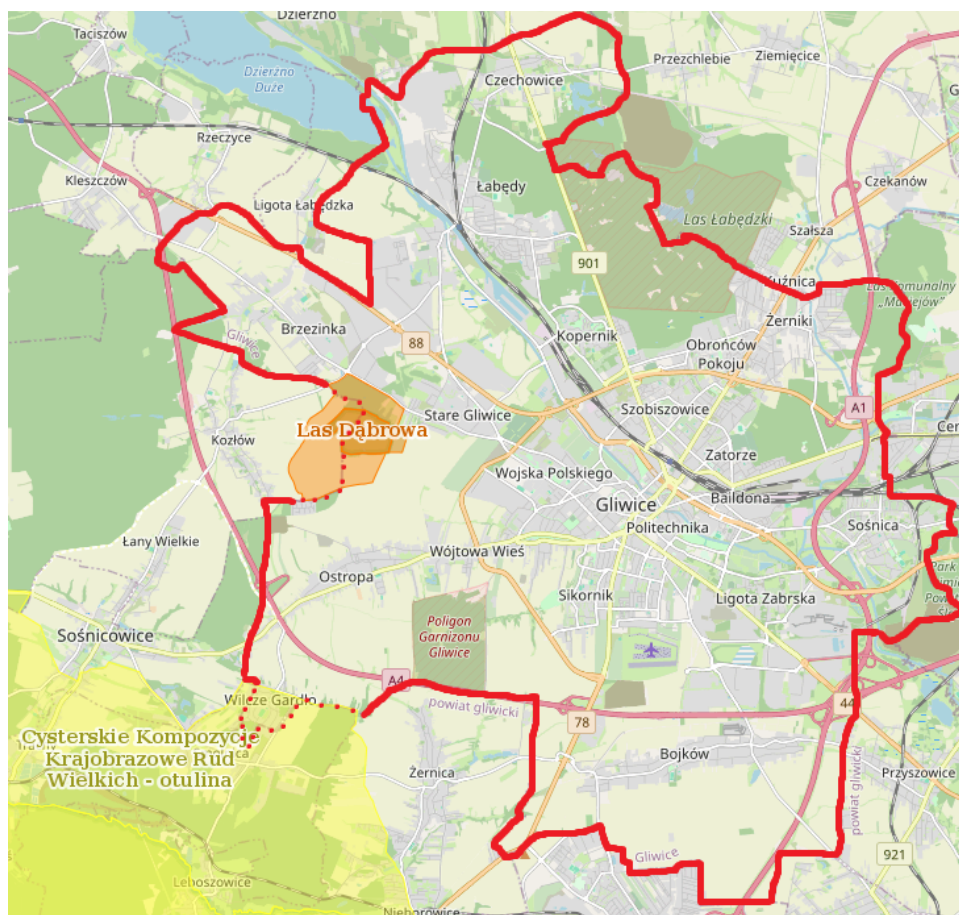 Dzierżno
Taciszów
Dzierżno
Duże
Czechowice
Przezchlebie
Ziemięcice
Rzeczyce
Kleszczów
Łabędy
Ligota Łabędzka
Czekanów
Las Łabędzki
Szałsza
901
Kuźnica
Las Komunalny
„Maciejów”
Brzezinka
Gliwice
88
Kopernik
Żerniki
Obrońców
Pokoju
Szobiszowice
A1
Stare Gliwice
Las Dąbrowa
Kozłów
Zatorze
Wojska Polskiego
Baildona
Gliwice
Politechnika
Sośnica
Łany Wielkie
Wójtowa Wieś
Ostropa
Sikornik
Ligota Zabrska
Park
Poligon
Garnizonu
Gliwice
Sośnicowice
A4
Wilcze Gardło
powiat gliwicki
44
78
Cysterskie Kompozycje
Krajobrazowe Rud
Wielkich - otulina
Bojków
Żernica
Przyszowice
powiat gliwicki
Gliwice
921
Leboszowice
Nieborowice